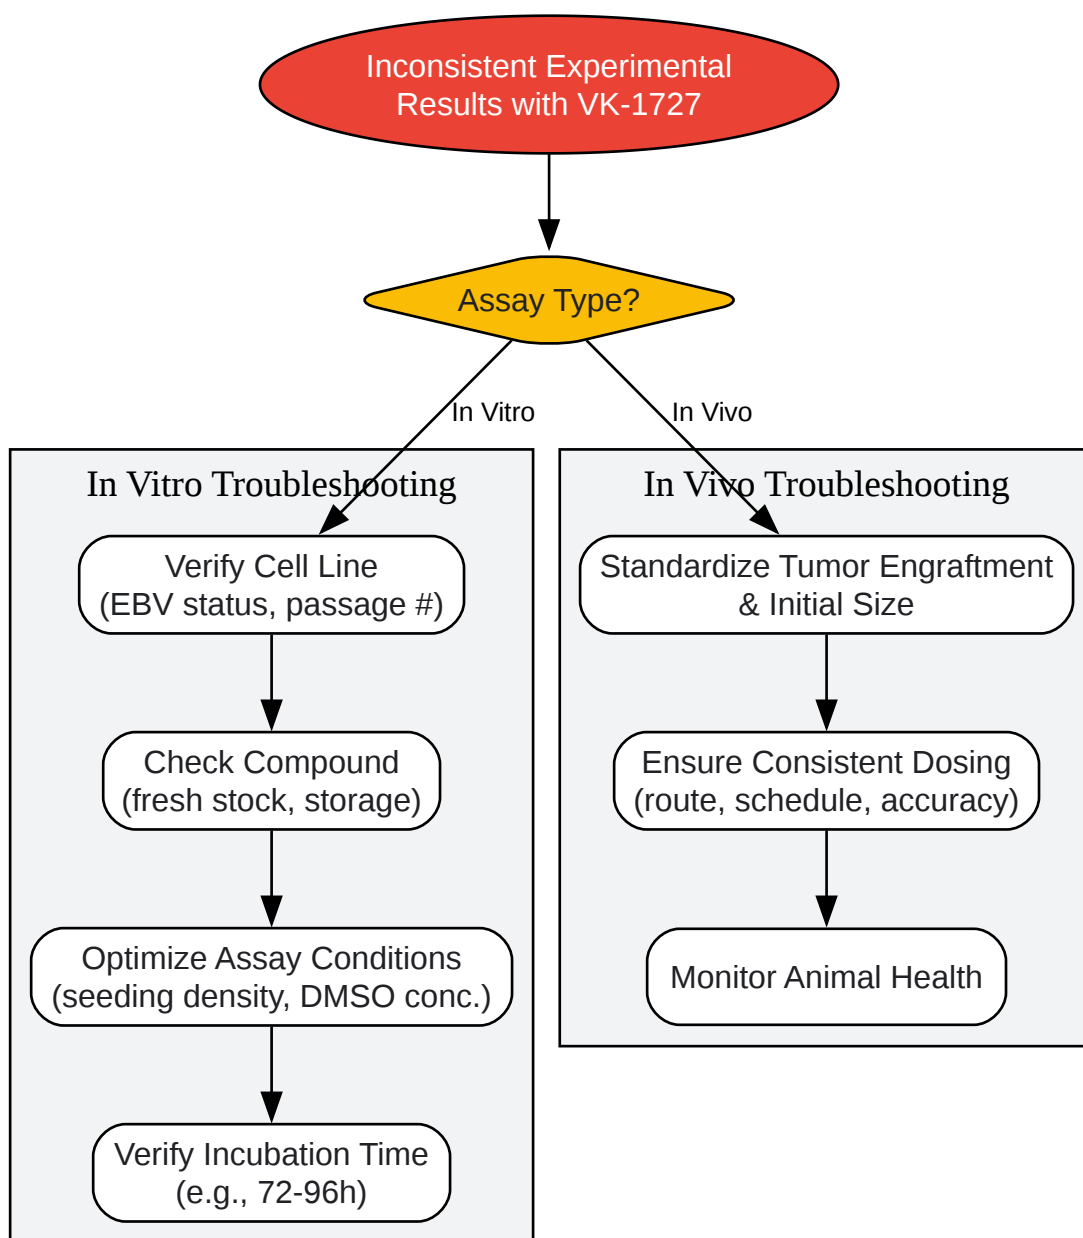 Inconsistent Experimental
Results with VK-1727
Assay Type?
In Vitro
In Vivo
In Vitro Troubleshooting
Verify Cell Line
(EBV status, passage #)
Check Compound
(fresh stock, storage)
Optimize Assay Conditions
(seeding density, DMSO conc.)
Verify Incubation Time
(e.g., 72-96h)
In Vivo Troubleshooting
Standardize Tumor Engraftment
& Initial Size
Ensure Consistent Dosing
(route, schedule, accuracy)
Monitor Animal Health